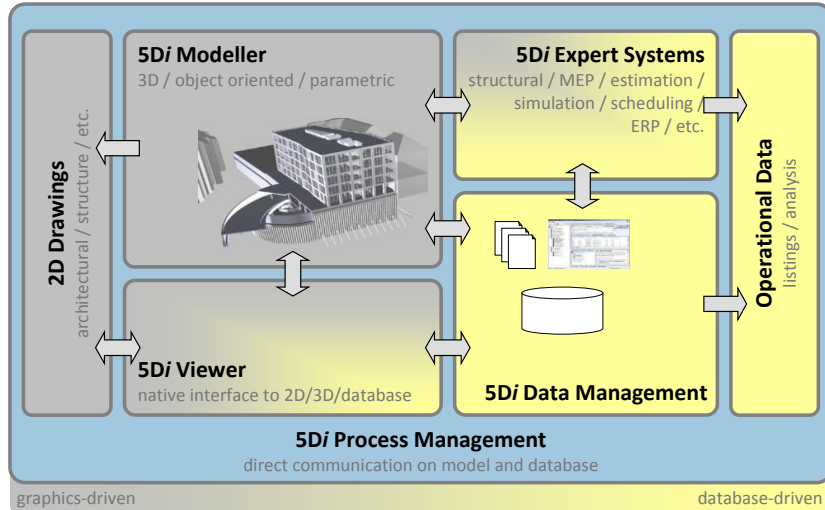 5Di Modeller
3D / object oriented / parametric
5Di Expert Systems
structural / MEP / estimation /
simulation / scheduling /
ERP / etc.
2D Drawings
architectural / structure / etc.
Operational Data
listings / analysis
5Di Viewer
native interface to 2D/3D/database
5Di Data Management
5Di Process Management
direct communication on model and database
graphics-driven
database-driven